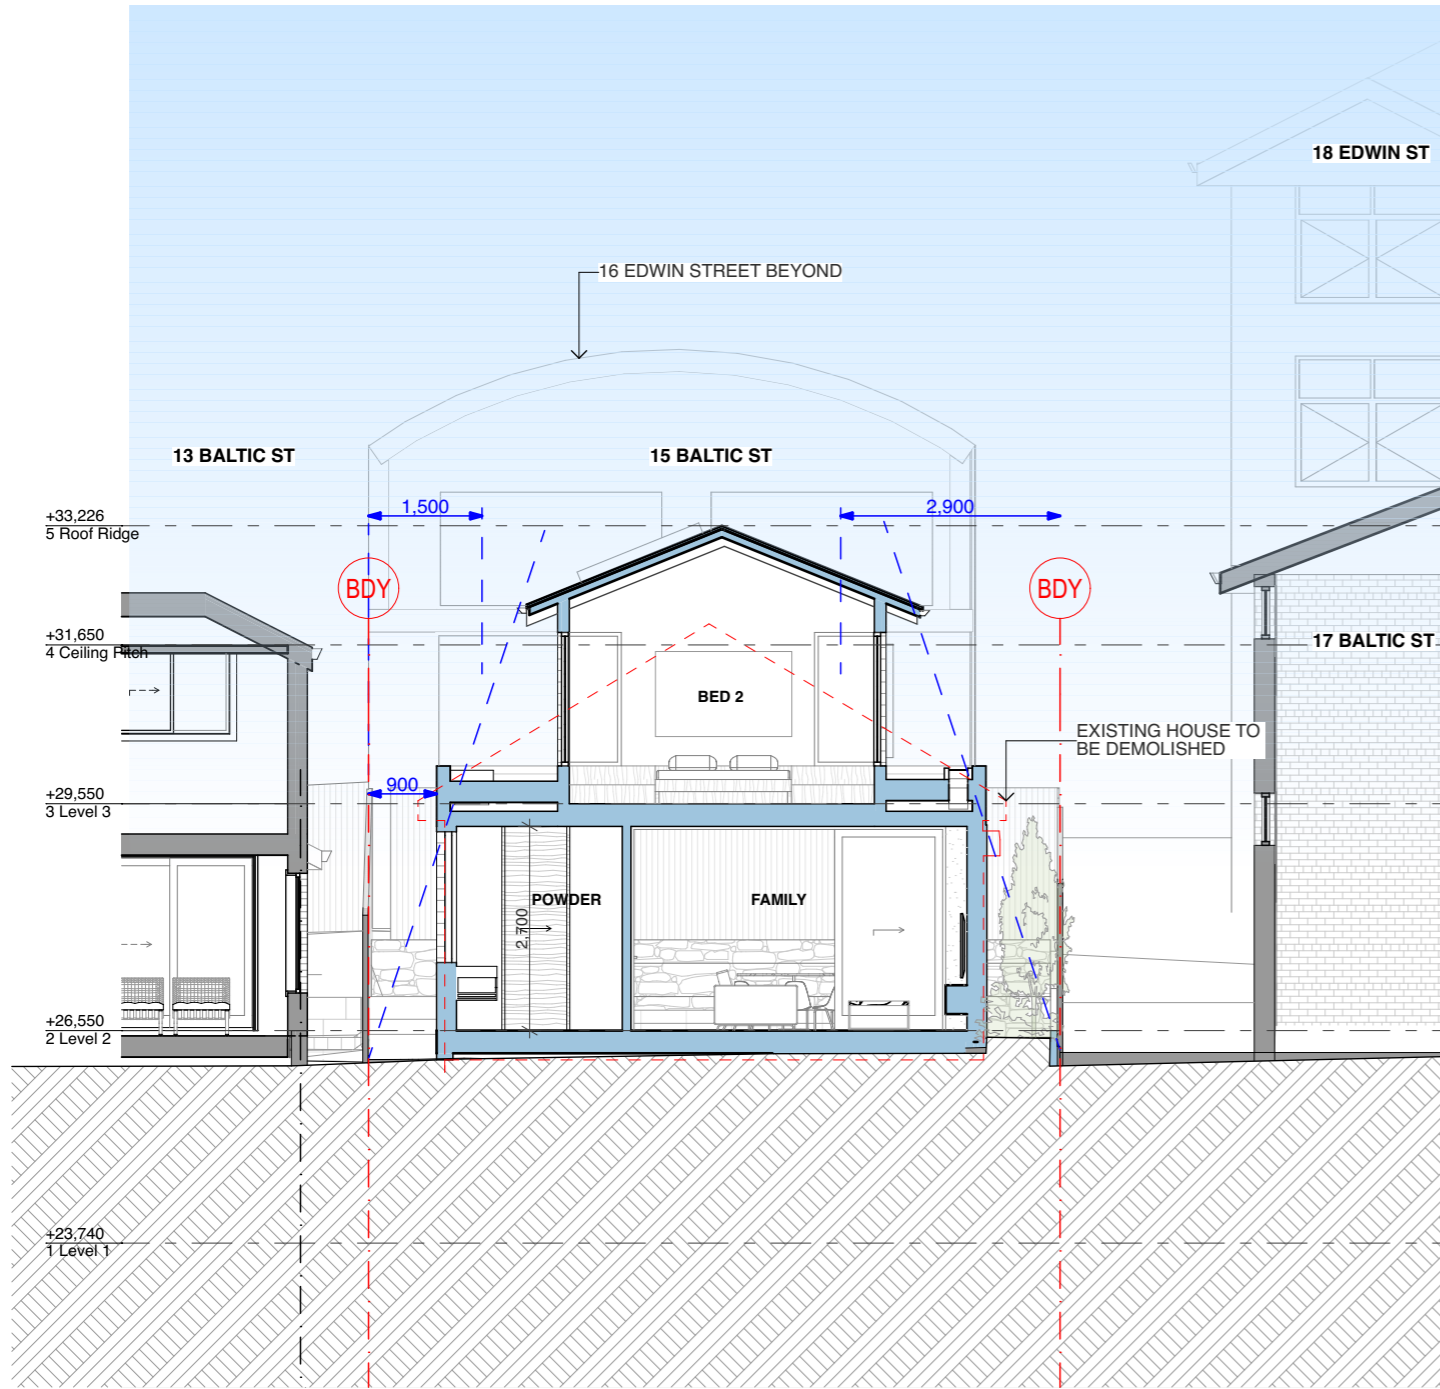 18 EDWIN ST
16 EDWIN STREET BEYOND
13 BALTIC ST
15 BALTIC ST
1,500
2,900
+33,226
5 Roof Ridge
BDY
BDY
+31,650
4 Ceiling Pitch
17 BALTIC ST
BED 2
EXISTING HOUSE TO
BE DEMOLISHED
900
+29,550
3 Level 3
POWDER
FAMILY
2,700
+26,550
2 Level 2
+23,740
1 Level 1